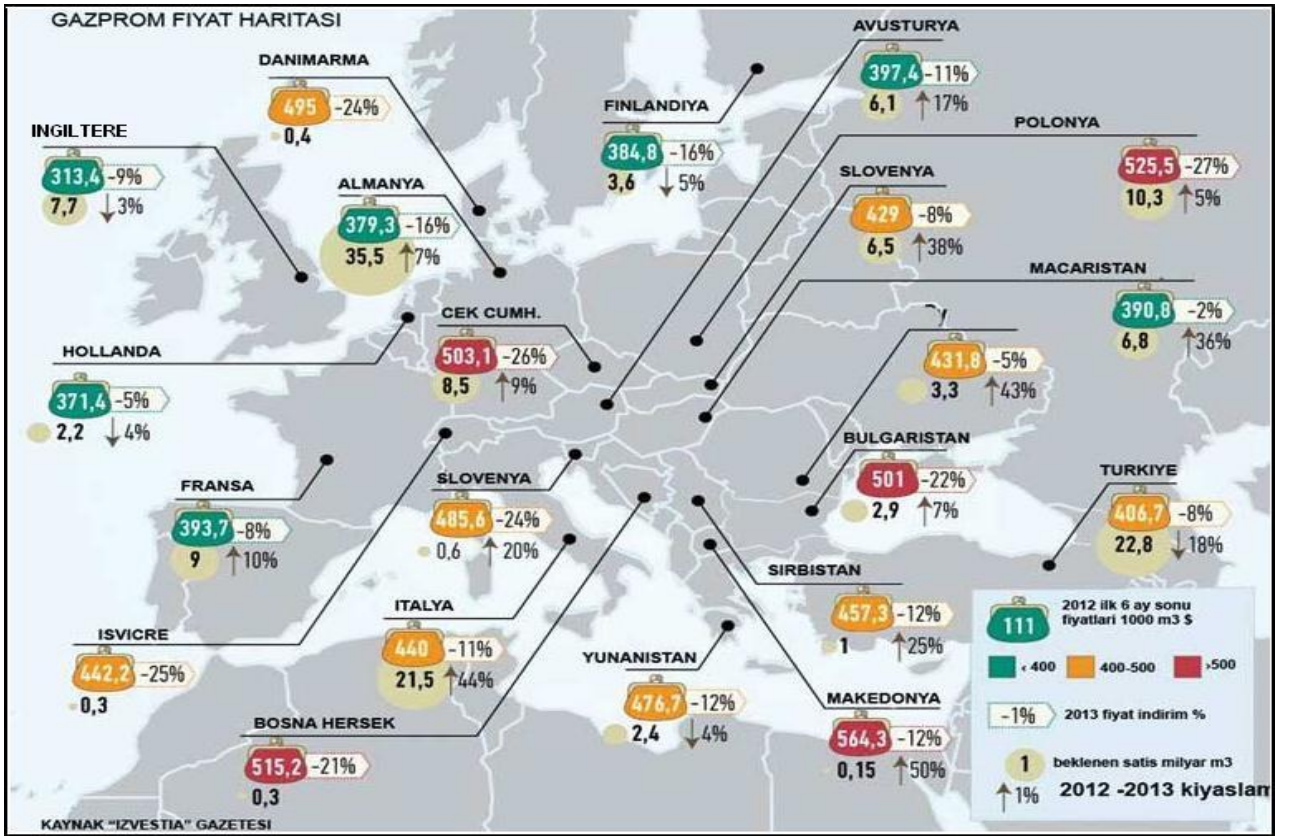 GAZPROM FIYAT HARITASI
DANIMARMA
495 -24%
0,4
INGILTERE
313,4 -9%
7,7 ↓3%
ALMANYA
379,3 -16%
35,5 ↑7%
FINLANDIYA
384,8 -16%
3,6 ↓5%
AVUSTURYA
397,4 -11%
6,1 ↑17%
POLONYA
525,5 -27%
10,3 ↑5%
SLOVENYA
429 -8%
6,5 ↑38%
MACARISTAN
390,8 -2%
6,8 ↑36%
HOLLANDA
371,4 -5%
2,2 ↓4%
CEK CUMH.
503,1 -26%
8,5 ↑9%
431,8 -5%
3,3 ↑43%
BULGARISTAN
501 -22%
2,9 ↑7%
TURKIYE
406,7 -8%
22,8 ↓18%
FRANSA
393,7 -8%
9 ↑10%
SLOVENYA
485,6 -24%
0,6 ↑20%
ISVICRE
442,2 -25%
0,3
ITALYA
440 -11%
21,5 ↑44%
BOSNA HERSEK
515,2 -21%
0,3
YUNANISTAN
476,7 -12%
2,4 ↓4%
SIRBISTAN
457,3 -12%
1 ↑25%
MAKEDONYA
564,3 -12%
0,15 ↑50%
111 2012 ilk 6 ay sonu
fiyatlari 1000 m3 $
< 400 400-500 >500
-1% 2013 fiyat indirim %
1 beklenen satis milyar m3
↑1% 2012 -2013 kiyaslam
KAYNAK "IZVESTIA" GAZETESI